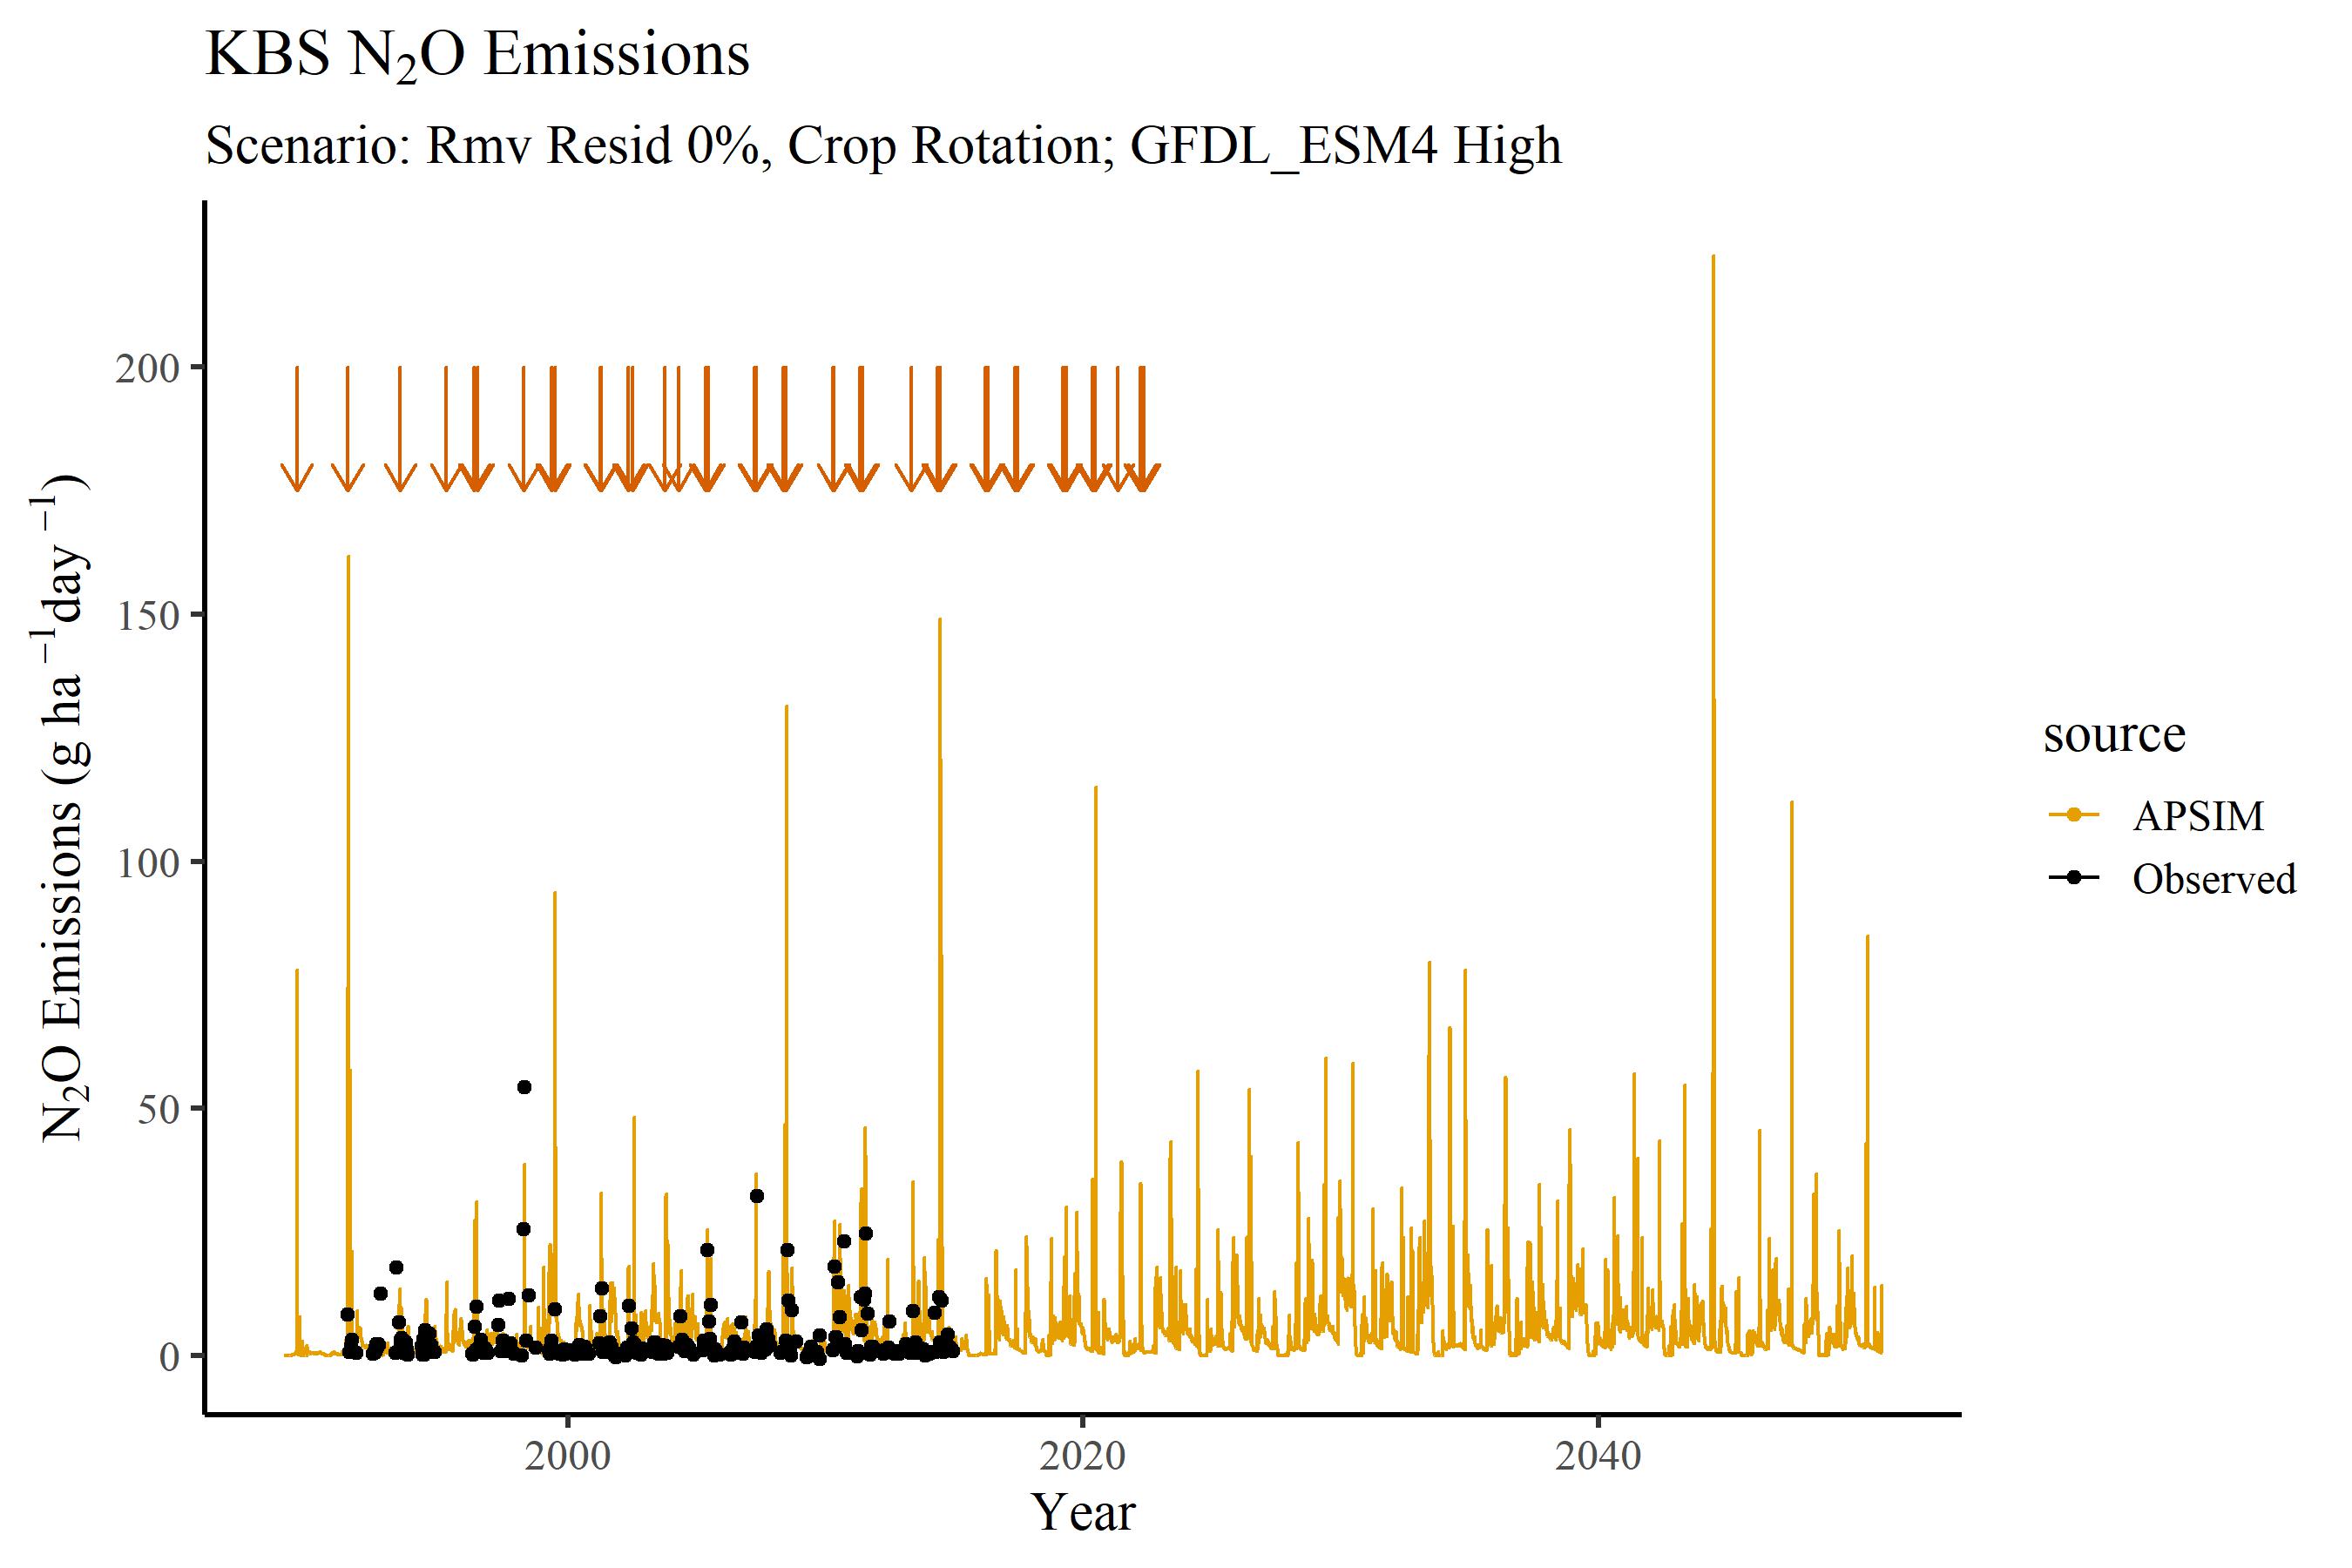 KBS N₂O Emissions
Scenario: Rmv Resid 0%, Crop Rotation; GFDL_ESM4 High
N₂O Emissions (g ha ⁻¹day ⁻¹)
200
150
100
50
0
2000
2020
2040
Year
source
APSIM
Observed